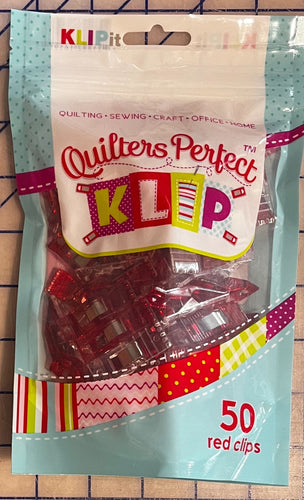 KLIPit
QUILTING • SEWING • CRAFT • OFFICE • HOME
Quilters Perfect™
KLIP
50
red clips